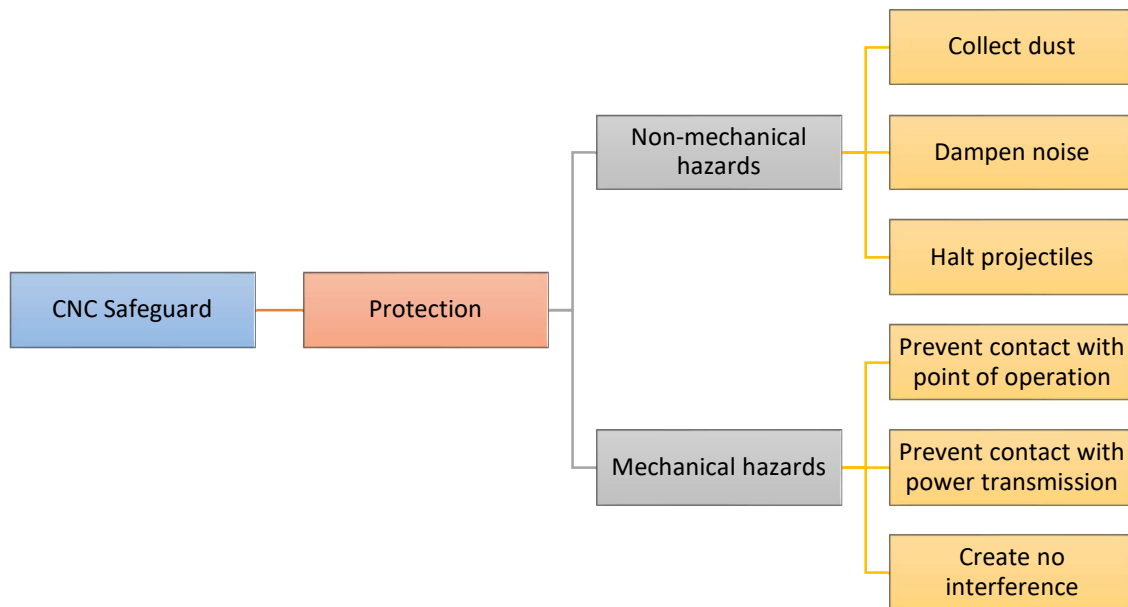 CNC Safeguard
Protection
Non-mechanical
hazards
Collect dust
Dampen noise
Halt projectiles
Mechanical hazards
Prevent contact with
point of operation
Prevent contact with
power transmission
Create no
interference